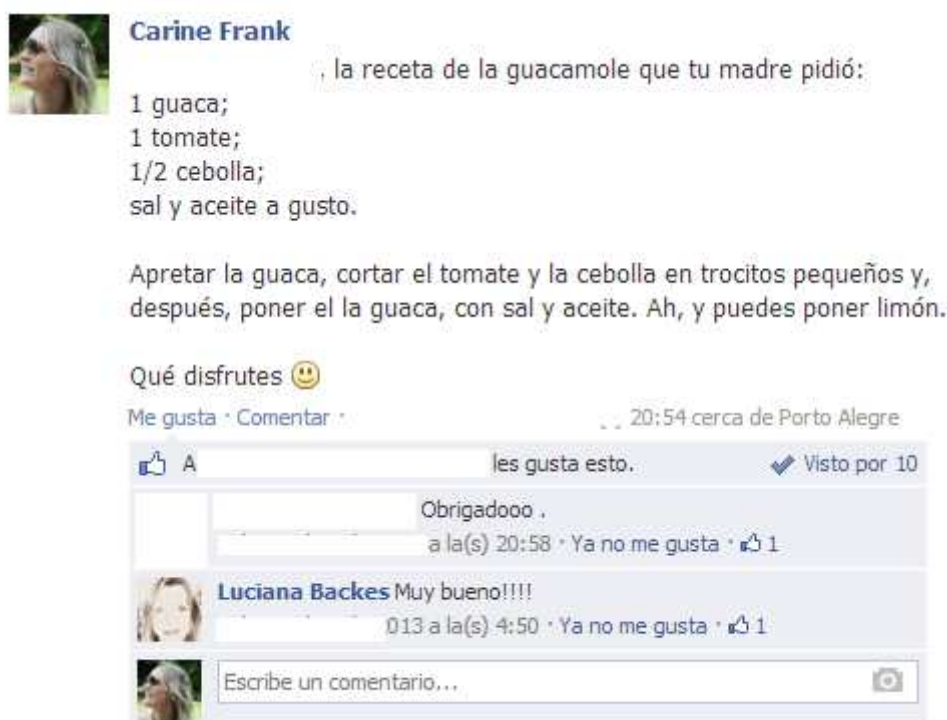 Carine Frank
. la receta de la guacamole que tu madre pidió:
1 guaca;
1 tomate;
1/2 cebolla;
sal y aceite a gusto.
Apretar la guaca, cortar el tomate y la cebolla en trocitos pequeños y,
después, poner el la guaca, con sal y aceite. Ah, y puedes poner limón.
Qué disfrutes
Me gusta · Comentar · 20:54 cerca de Porto Alegre
A les gusta esto. Visto por 10
Obrigadooo .
a la(s) 20:58 · Ya no me gusta · 1
Luciana Backes Muy bueno!!!!
013 a la(s) 4:50 · Ya no me gusta · 1
Escribe un comentario...